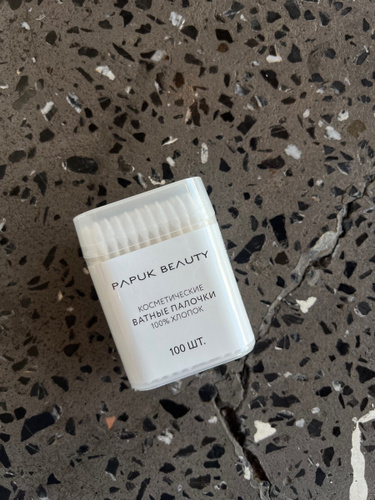 PAPUK BEAUTY
КОСМЕТИЧЕСКИЕ
ВАТНЫЕ ПАЛОЧКИ
100% ХЛОПОК
100 ШТ.